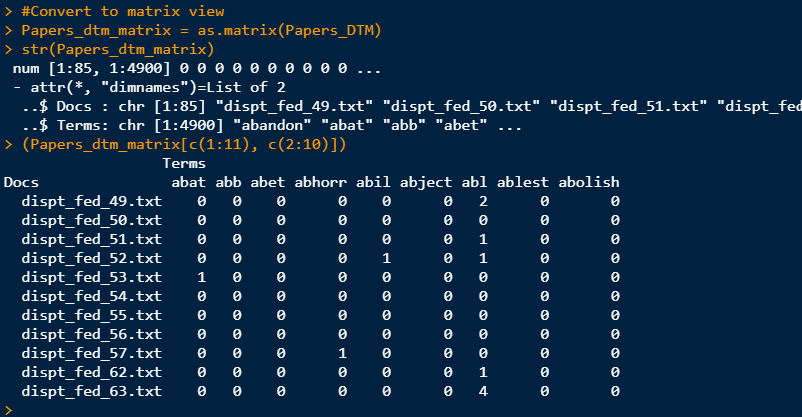 > #Convert to matrix view
> Papers_dtm_matrix = as.matrix(Papers_DTM)
> str(Papers_dtm_matrix)
 num [1:85, 1:4900] 0 0 0 0 0 0 0 0 0 0 ...
 - attr(*, "dimnames")=List of 2
  ..$ Docs : chr [1:85] "dispt_fed_49.txt" "dispt_fed_50.txt" "dispt_fed_51.txt" "dispt_fed
  ..$ Terms: chr [1:4900] "abandon" "abat" "abb" "abet" ...
> (Papers_dtm_matrix[c(1:11), c(2:10)])
                  Terms
Docs               abat abb abet abhorr abil abject abl ablest abolish
  dispt_fed_49.txt    0   0    0      0    0      0   2      0       0
  dispt_fed_50.txt    0   0    0      0    0      0   0      0       0
  dispt_fed_51.txt    0   0    0      0    0      0   1      0       0
  dispt_fed_52.txt    0   0    0      0    1      0   1      0       0
  dispt_fed_53.txt    1   0    0      0    0      0   0      0       0
  dispt_fed_54.txt    0   0    0      0    0      0   0      0       0
  dispt_fed_55.txt    0   0    0      0    0      0   0      0       0
  dispt_fed_56.txt    0   0    0      0    0      0   0      0       0
  dispt_fed_57.txt    0   0    0      1    0      0   0      0       0
  dispt_fed_62.txt    0   0    0      0    0      0   1      0       0
  dispt_fed_63.txt    0   0    0      0    0      0   4      0       0
>